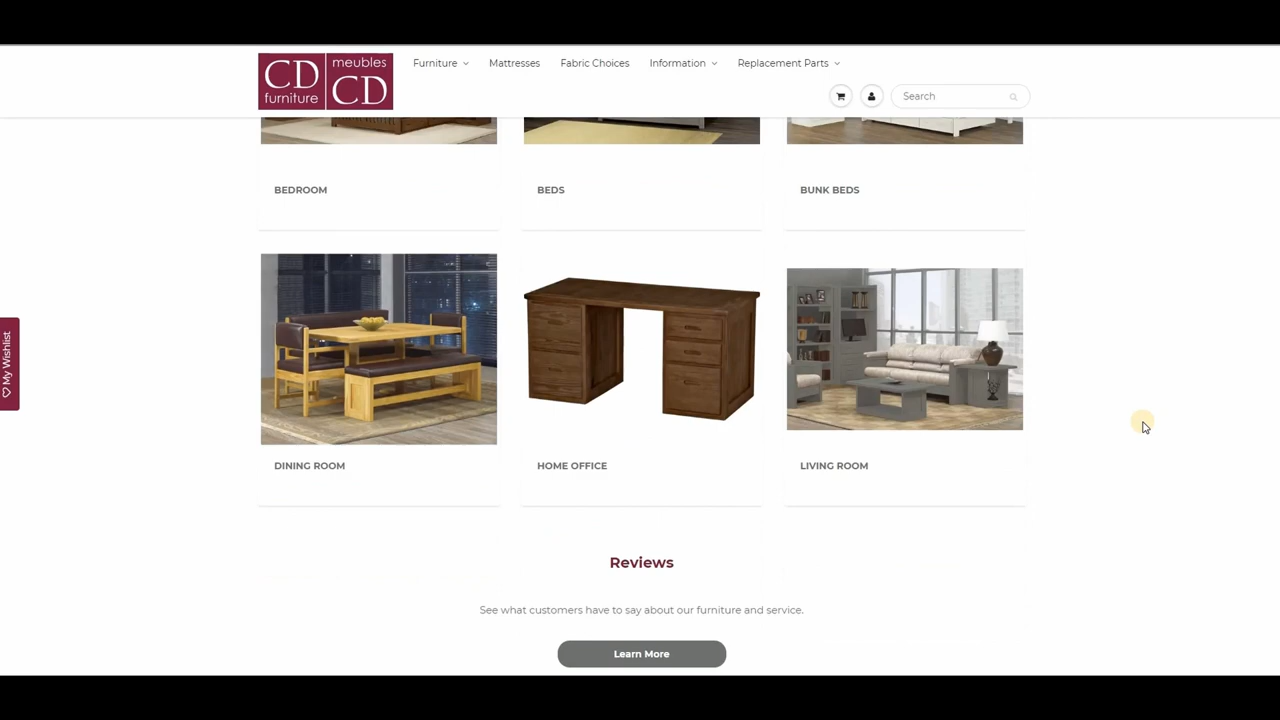 CD furniture
meubles CD
Furniture
Mattresses
Fabric Choices
Information
Replacement Parts
Search
BEDROOM
BEDS
BUNK BEDS
My Wishlist
DINING ROOM
HOME OFFICE
LIVING ROOM
Reviews
See what customers have to say about our furniture and service.
Learn More